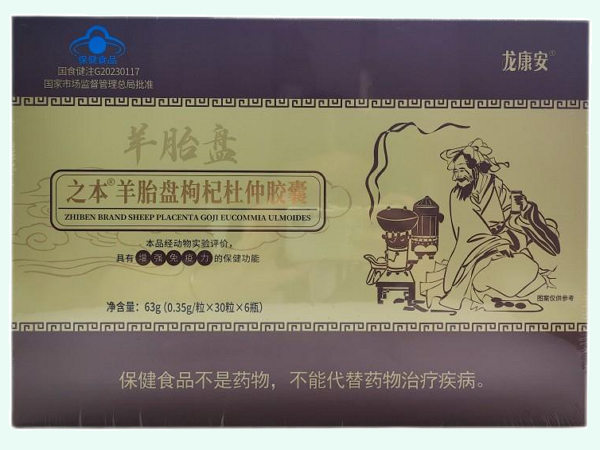 保健食品
国食健注G20230117
国家市场监督管理总局批准
龙康安®
羊胎盘
之本®羊胎盘枸杞杜仲胶囊
ZHIBEN BRAND SHEEP PLACENTA GOJI EUCOMMIA ULMOIDES
本品经动物实验评价，
具有增强免疫力的保健功能
净含量：63g（0.35g/粒×30粒×6瓶）
图案仅供参考
保健食品不是药物，不能代替药物治疗疾病。